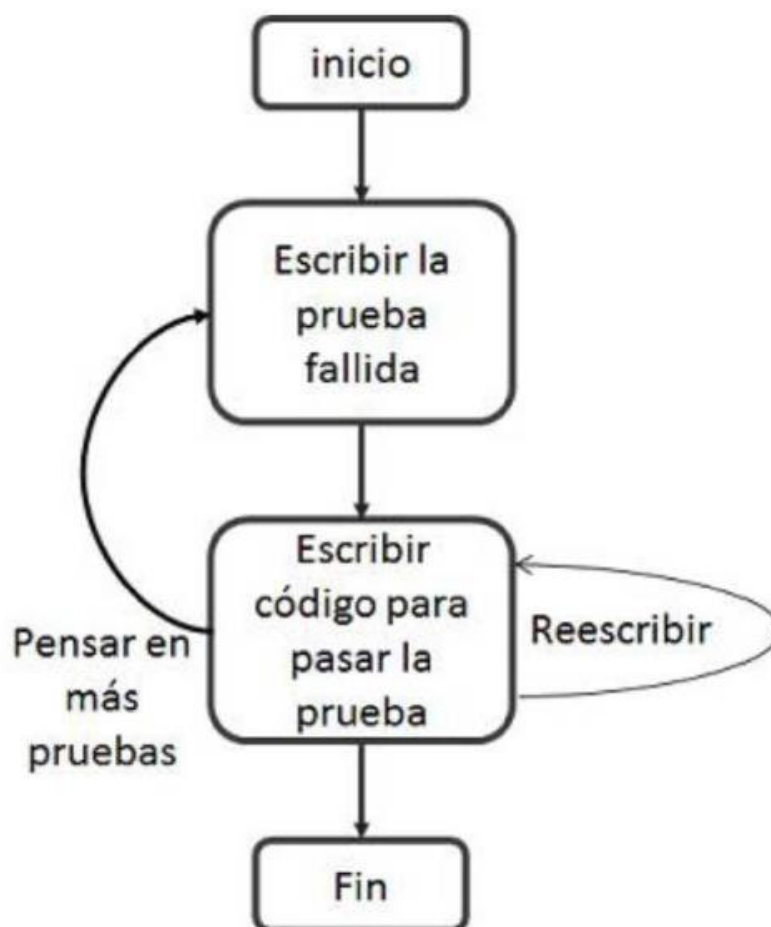 inicio
Escribir la
prueba
fallida
Escribir
código para
pasar la
prueba
Reescribir
Pensar en
más
pruebas
Fin